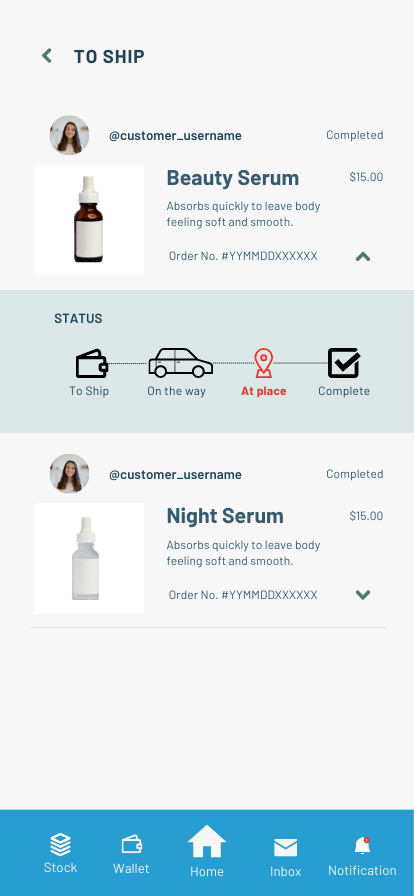 TO SHIP
@customer_username
Completed
Beauty Serum
$15.00
Absorbs quickly to leave body
feeling soft and smooth.
Order No. #YYMMDDXXXXXX
STATUS
To Ship
On the way
At place
Complete
@customer_username
Completed
Night Serum
$15.00
Absorbs quickly to leave body
feeling soft and smooth.
Order No. #YYMMDDXXXXXX
Stock
Wallet
Home
Inbox
Notification